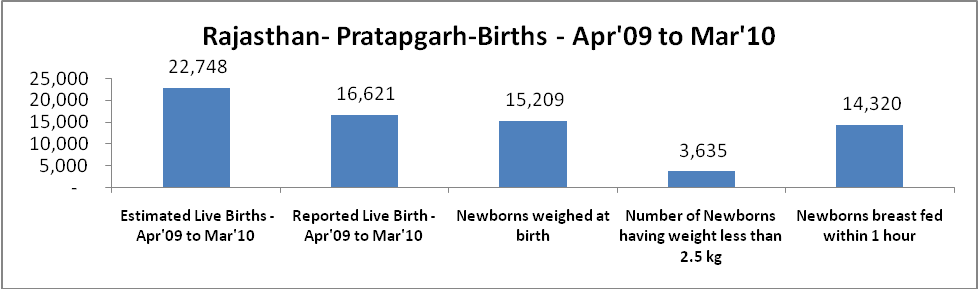 Rajasthan- Pratapgarh-Births - Apr'09 to Mar'10
22,748
16,621
15,209
3,635
14,320
25,000
20,000
15,000
10,000
5,000
-
Estimated Live Births -
Apr'09 to Mar'10
Reported Live Birth -
Apr'09 to Mar'10
Newborns weighed at
birth
Number of Newborns
having weight less than
2.5 kg
Newborns breast fed
within 1 hour